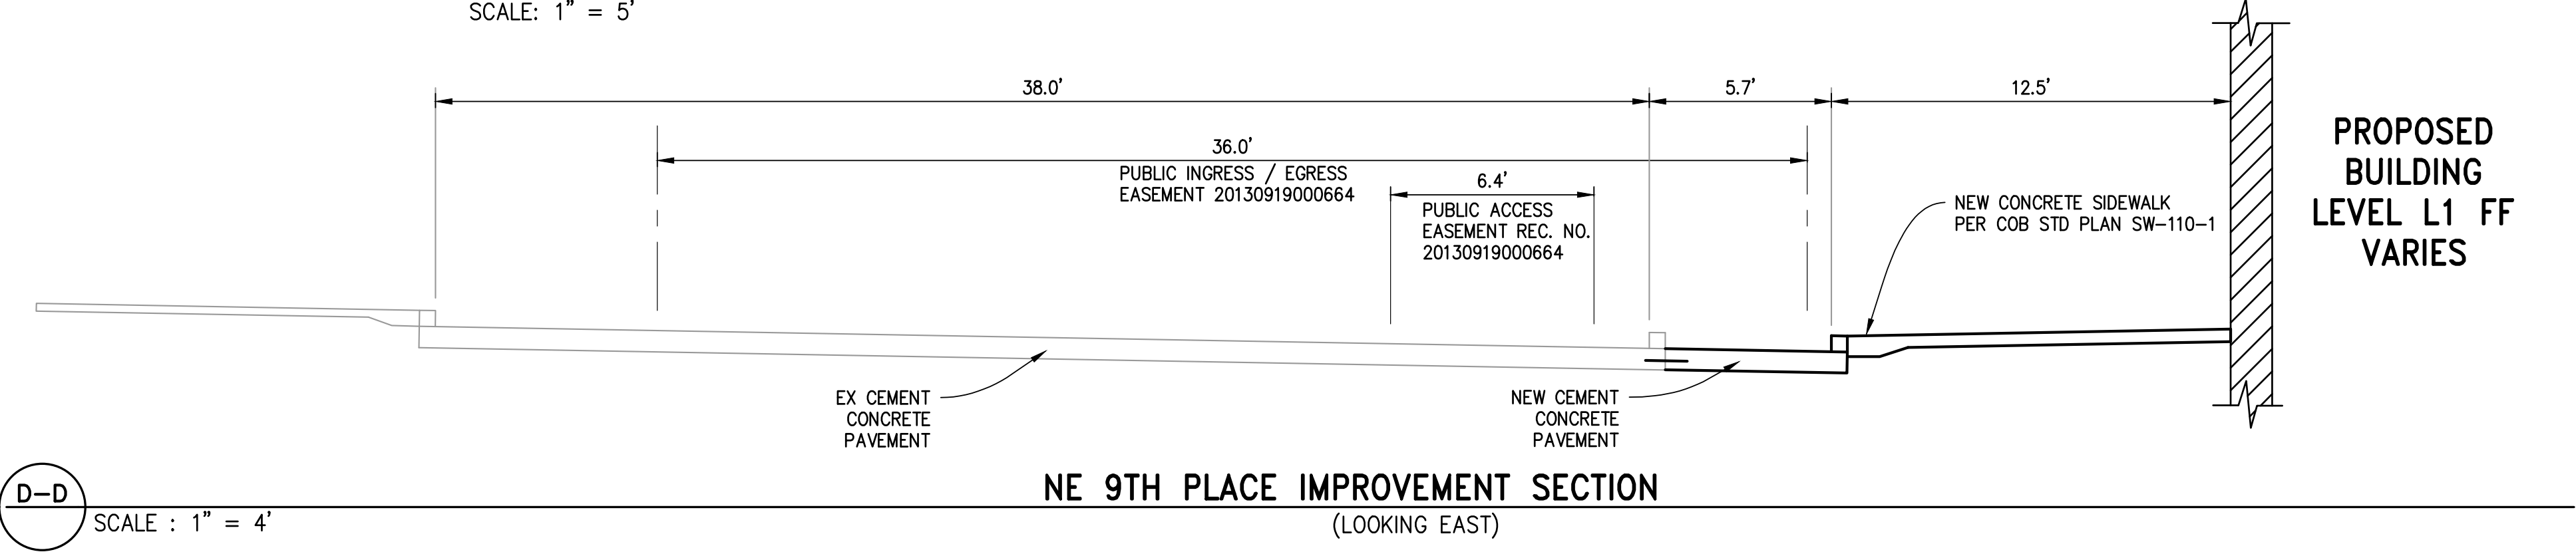 SCALE: 1" = 5'
38.0'
5.7'
12.5'
36.0'
PUBLIC INGRESS / EGRESS
EASEMENT 20130919000664
6.4'
PUBLIC ACCESS
EASEMENT REC. NO.
20130919000664
NEW CONCRETE SIDEWALK
PER COB STD PLAN SW-110-1
PROPOSED
BUILDING
LEVEL L1 FF
VARIES
EX CEMENT
CONCRETE
PAVEMENT
NEW CEMENT
CONCRETE
PAVEMENT
D-D
NE 9TH PLACE IMPROVEMENT SECTION
SCALE : 1" = 4'
(LOOKING EAST)